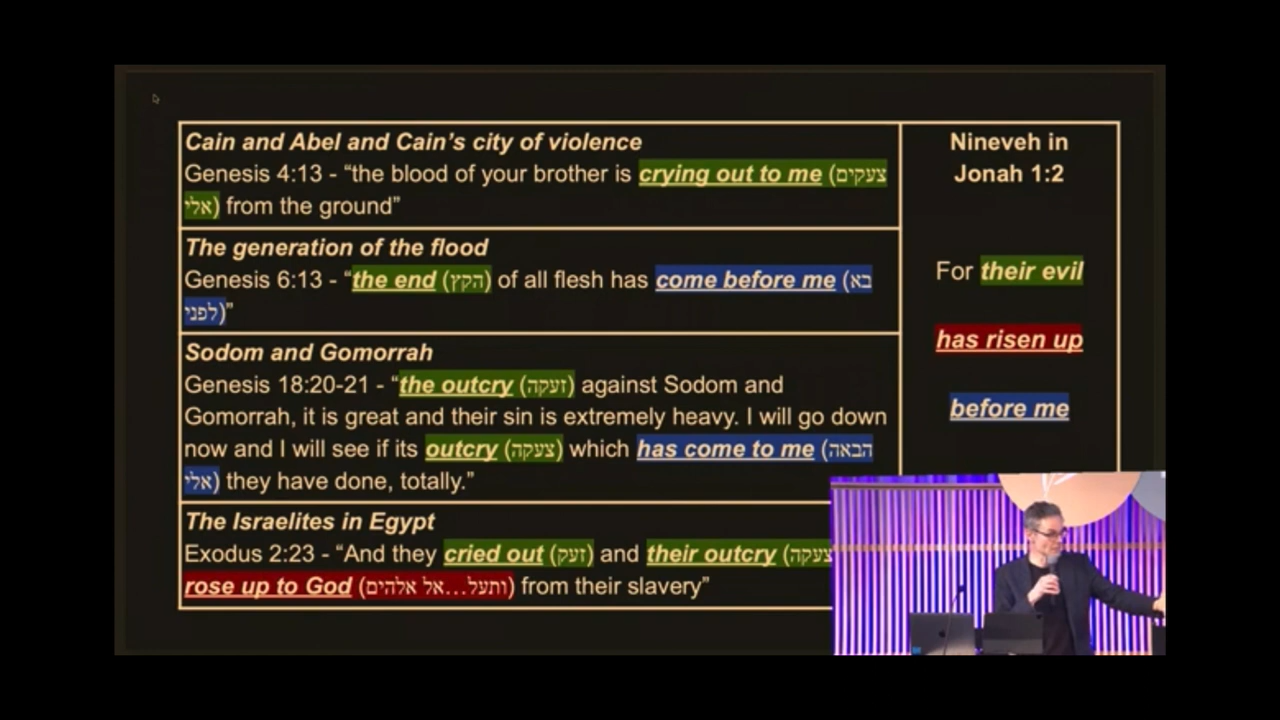 Cain and Abel and Cain’s city of violence
Genesis 4:13 - “the blood of your brother is crying out to me (צעקים
אלי) from the ground”
The generation of the flood
Genesis 6:13 - “the end (הקץ) of all flesh has come before me (בא
לפני)”
Sodom and Gomorrah
Genesis 18:20-21 - “the outcry (זעקה) against Sodom and
Gomorrah, it is great and their sin is extremely heavy. I will go down
now and I will see if its outcry (צעקה) which has come to me (הבאה
אלי) they have done, totally.”
The Israelites in Egypt
Exodus 2:23 - “And they cried out (זעק) and their outcry (צעקה
rose up to God (ותעל...אל אלהים) from their slavery”
Nineveh in
Jonah 1:2
For their evil
has risen up
before me